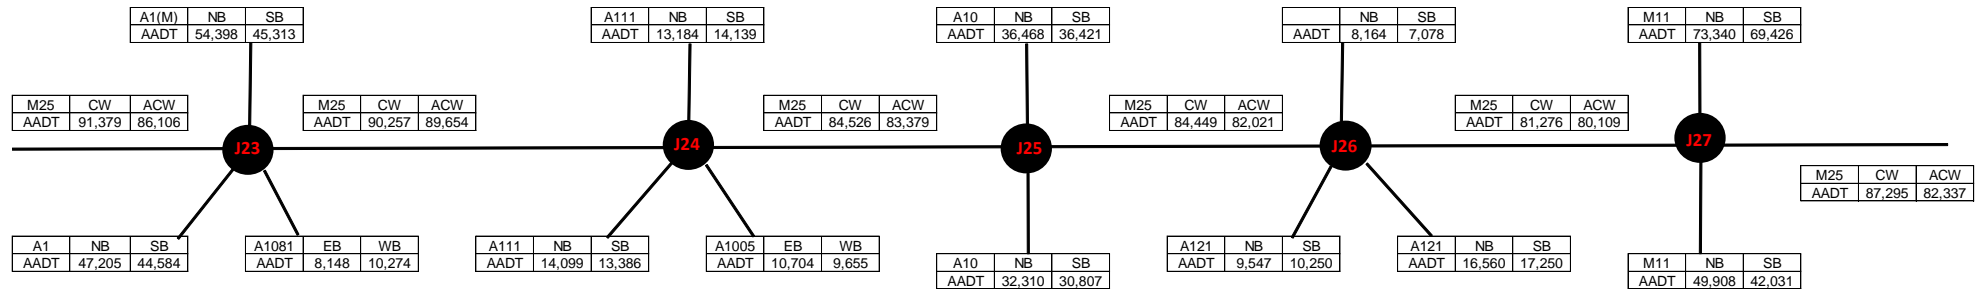 A1(M) NB SB
AADT 54,398 45,313
A111 NB SB
AADT 13,184 14,139
A10 NB SB
AADT 36,468 36,421
NB SB
AADT 8,164 7,078
M11 NB SB
AADT 73,340 69,426
M25 CW ACW
AADT 91,379 86,106
M25 CW ACW
AADT 90,257 89,654
M25 CW ACW
AADT 84,526 83,379
M25 CW ACW
AADT 84,449 82,021
M25 CW ACW
AADT 81,276 80,109
J23
J24
J25
J26
J27
M25 CW ACW
AADT 87,295 82,337
A1 NB SB
AADT 47,205 44,584
A1081 EB WB
AADT 8,148 10,274
A111 NB SB
AADT 14,099 13,386
A1005 EB WB
AADT 10,704 9,655
A10 NB SB
AADT 32,310 30,807
A121 NB SB
AADT 9,547 10,250
A121 NB SB
AADT 16,560 17,250
M11 NB SB
AADT 49,908 42,031